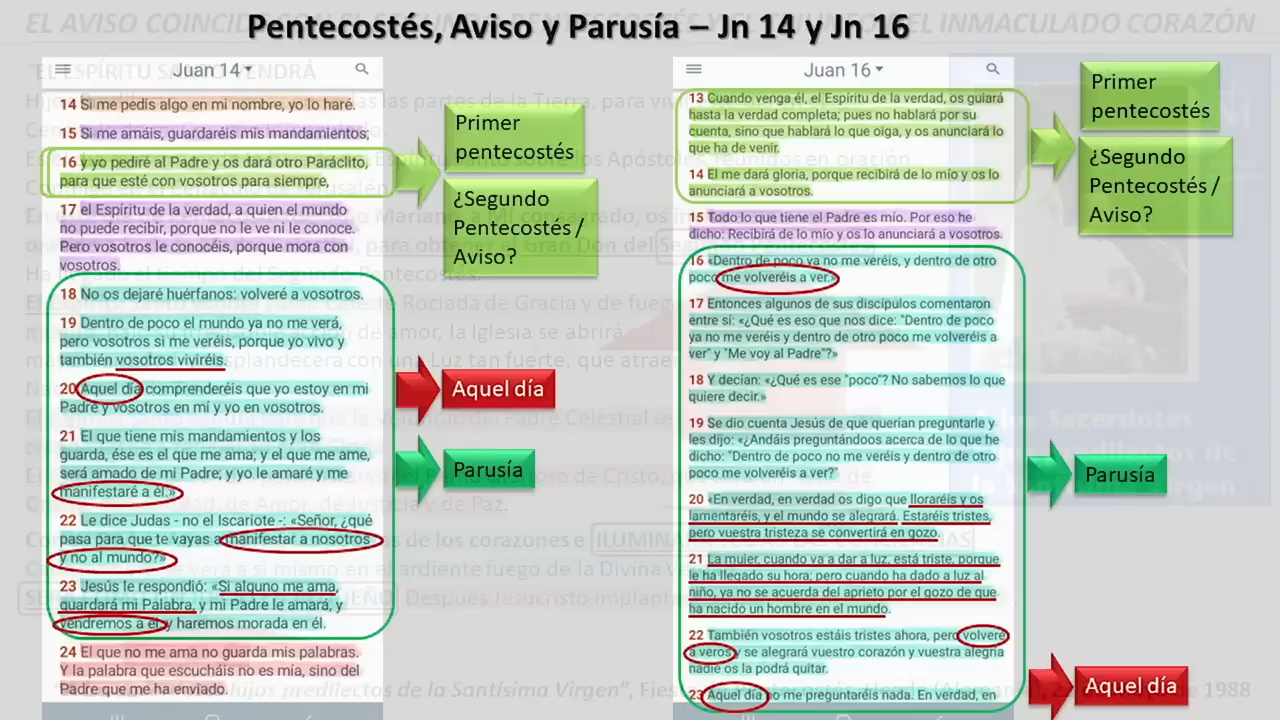 EL AVISO COINCIDE
INMACULADO CORAZÓN
Pentecostés, Aviso y Parusía – Jn 14 y Jn 16
Juan 14
14 Si me pedís algo en mi nombre, yo lo haré.
15 Si me amáis, guardaréis mis mandamientos;
16 y yo pediré al Padre y os dará otro Paráclito,
para que esté con vosotros para siempre,
17 el Espíritu de la verdad, a quien el mundo
no puede recibir, porque no le ve ni le conoce.
Pero vosotros le conocéis, porque mora con
vosotros.
18 No os dejaré huérfanos: volveré a vosotros.
19 Dentro de poco el mundo ya no me verá,
pero vosotros si me veréis, porque yo vivo y
también vosotros viviréis.
20 Aquel día comprenderéis que yo estoy en mi
Padre y vosotros en mí y yo en vosotros.
21 El que tiene mis mandamientos y los
guarda, ése es el que me ama; y el que me ame,
será amado de mi Padre; y yo le amaré y me
manifestaré a él.»
22 Le dice Judas - no el Iscariote -: «Señor, ¿qué
pasa para que te vayas a manifestar a nosotros
y no al mundo?»
23 Jesús le respondió: «Si alguno me ama,
guardará mi Palabra, y mi Padre le amará, y
vendremos a él, y haremos morada en él.
24 El que no me ama no guarda mis palabras.
Y la palabra que escucháis no es mía, sino del
Padre que me ha enviado.
Primer
pentecostés
¿Segundo
Pentecostés /
Aviso?
Aquel día
Parusía
Juan 16
13 Cuando venga él, el Espíritu de la verdad, os guiará
hasta la verdad completa; pues no hablará por su
cuenta, sino que hablará lo que oiga, y os anunciará lo
que ha de venir.
14 El me dará gloria, porque recibirá de lo mío y os lo
anunciará a vosotros.
15 Todo lo que tiene el Padre es mío. Por eso he
dicho: Recibirá de lo mío y os lo anunciará a vosotros.
16 «Dentro de poco ya no me veréis, y dentro de otro
poco me volveréis a ver.»
17 Entonces algunos de sus discípulos comentaron
entre sí: «¿Qué es eso que nos dice: "Dentro de poco
ya no me veréis y dentro de otro poco me volveréis a
ver" y "Me voy al Padre"?»
18 Y decían: «¿Qué es ese "poco"? No sabemos lo que
quiere decir.»
19 Se dio cuenta Jesús de que querían preguntarle y
les dijo: «¿Andáis preguntándoos acerca de lo que he
dicho: "Dentro de poco no me veréis y dentro de otro
poco me volveréis a ver?"
20 «En verdad, en verdad os digo que lloraréis y os
lamentaréis, y el mundo se alegrará. Estaréis tristes,
pero vuestra tristeza se convertirá en gozo.
21 La mujer, cuando va a dar a luz, está triste, porque
le ha llegado su hora; pero cuando ha dado a luz al
niño, ya no se acuerda del aprieto por el gozo de que
ha nacido un hombre en el mundo.
22 También vosotros estáis tristes ahora, pero volveré
a veros y se alegrará vuestro corazón y vuestra alegría
nadie os la podrá quitar.
23 Aquel día no me preguntaréis nada. En verdad, en
Primer
pentecostés
¿Segundo
Pentecostés /
Aviso?
Parusía
Aquel día